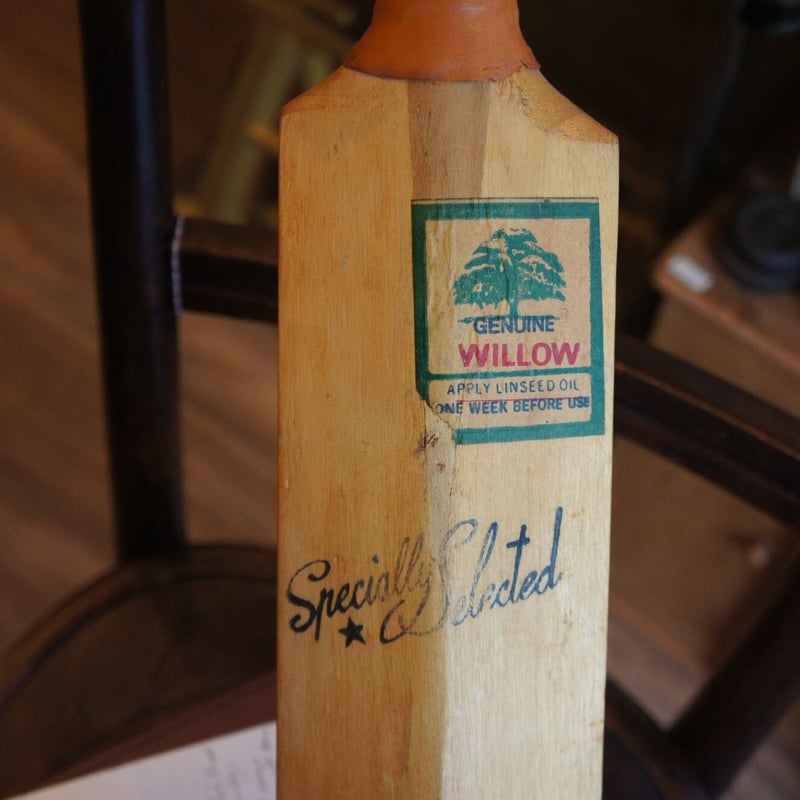 GENUINE
WILLOW
APPLY LINSEED OIL
ONE WEEK BEFORE USE
Specially Selected